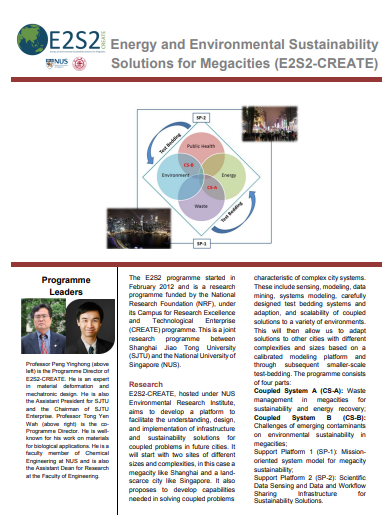 E2S2
CREATE
NUS
Energy and Environmental Sustainability
Solutions for Megacities (E2S2-CREATE)
SP-2
Test Bedding
Public Health
CS-B
Environment
Energy
CS-A
Waste
Test Bedding
SP-1
Programme
Leaders
Professor Peng Yinghong (above
left) is the Programme Director of
E2S2-CREATE. He is an expert
in material deformation and
mechatronic design. He is also
the Assistant President for SJTU
and the Chairman of SJTU
Enterprise. Professor Tong Yen
Wah (above right) is the co-
Programme Director. He is well-
known for his work on materials
for biological applications. He is a
faculty member of Chemical
Engineering at NUS and is also
the Assistant Dean for Research
at the Faculty of Engineering.
The E2S2 programme started in
February 2012 and is a research
programme funded by the National
Research Foundation (NRF), under
its Campus for Research Excellence
and Technological Enterprise
(CREATE) programme. This is a joint
research programme between
Shanghai Jiao Tong University
(SJTU) and the National University of
Singapore (NUS).
Research
E2S2-CREATE, hosted under NUS
Environmental Research Institute,
aims to develop a platform to
facilitate the understanding, design,
and implementation of infrastructure
and sustainability solutions for
coupled problems in future cities. It
will start with two sites of different
sizes and complexities, in this case a
megacity like Shanghai and a land-
scarce city like Singapore. It also
proposes to develop capabilities
needed in solving coupled problems
characteristic of complex city systems.
These include sensing, modeling, data
mining, systems modeling, carefully
designed test bedding systems and
adaption, and scalability of coupled
solutions to a variety of environments.
This will then allow us to adapt
solutions to other cities with different
complexities and sizes based on a
calibrated modeling platform and
through subsequent smaller-scale
test-bedding. The programme consists
of four parts:
Coupled System A (CS-A): Waste
management in megacities for
sustainability and energy recovery;
Coupled System B (CS-B):
Challenges of emerging contaminants
on environmental sustainability in
megacities;
Support Platform 1 (SP-1): Mission-
oriented open model for megacity
sustainability;
Support Platform 2 (SP-2): Scientific
Data Sensing and Data and Workflow
Sharing Infrastructure for
Sustainability Solutions.